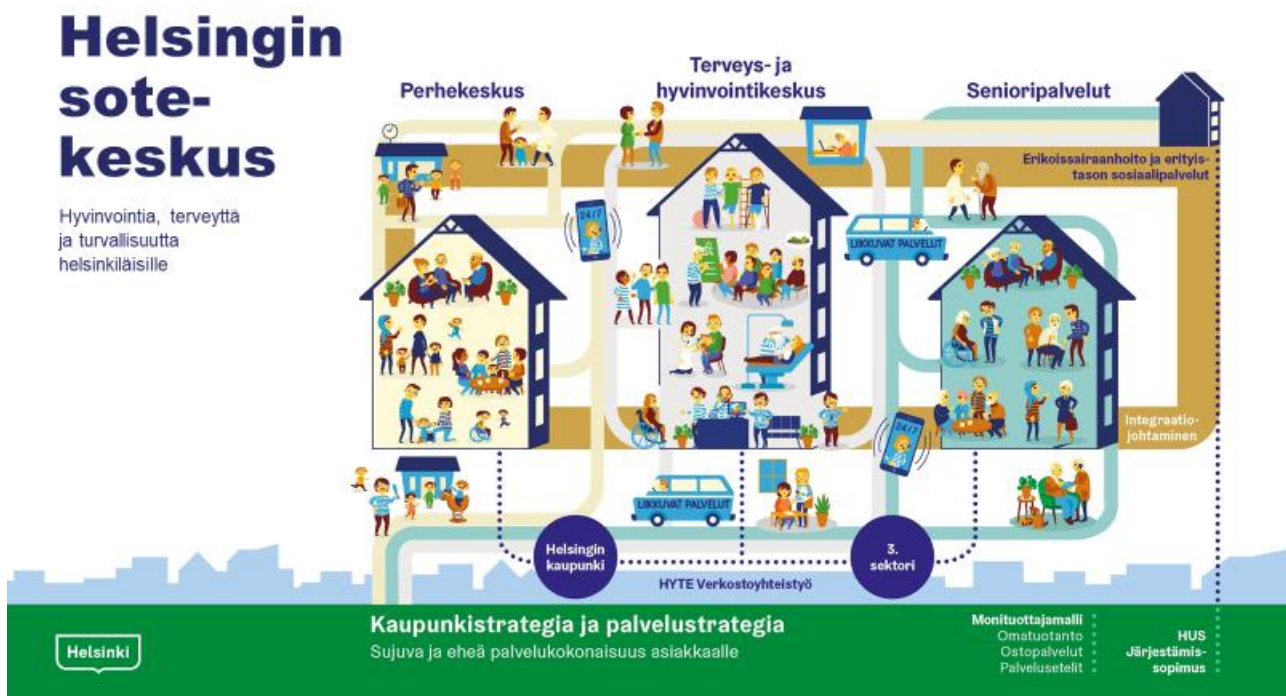 Helsingin
sote-
keskus
Hyvinvointia, terveyttä
ja turvallisuutta
helsinkiläisille
Perhekeskus
Terveys- ja
hyvinvointikeskus
Senioripalvelut
Erikoissairaanhoito ja erityis-
tason sosiaalipalvelut
24/7
LIIKKUVAT PALVELUT
Integraatio-
johtaminen
24/7
LIIKKUVAT PALVELUT
Helsingin
kaupunki
3.
sektori
HYTE Verkostoyhteistyö
Kaupunkistrategia ja palvelustrategia
Sujuva ja eheä palvelukokonaisuus asiakkaalle
Monituottajamalli
Omatuotanto
Ostopalvelut
Palvelusetelit
HUS
Järjestämis-
sopimus
Helsinki